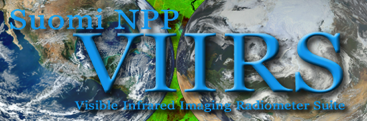 Suomi NPP
VIIRS
Visible Infrared Imaging Radiometer Suite